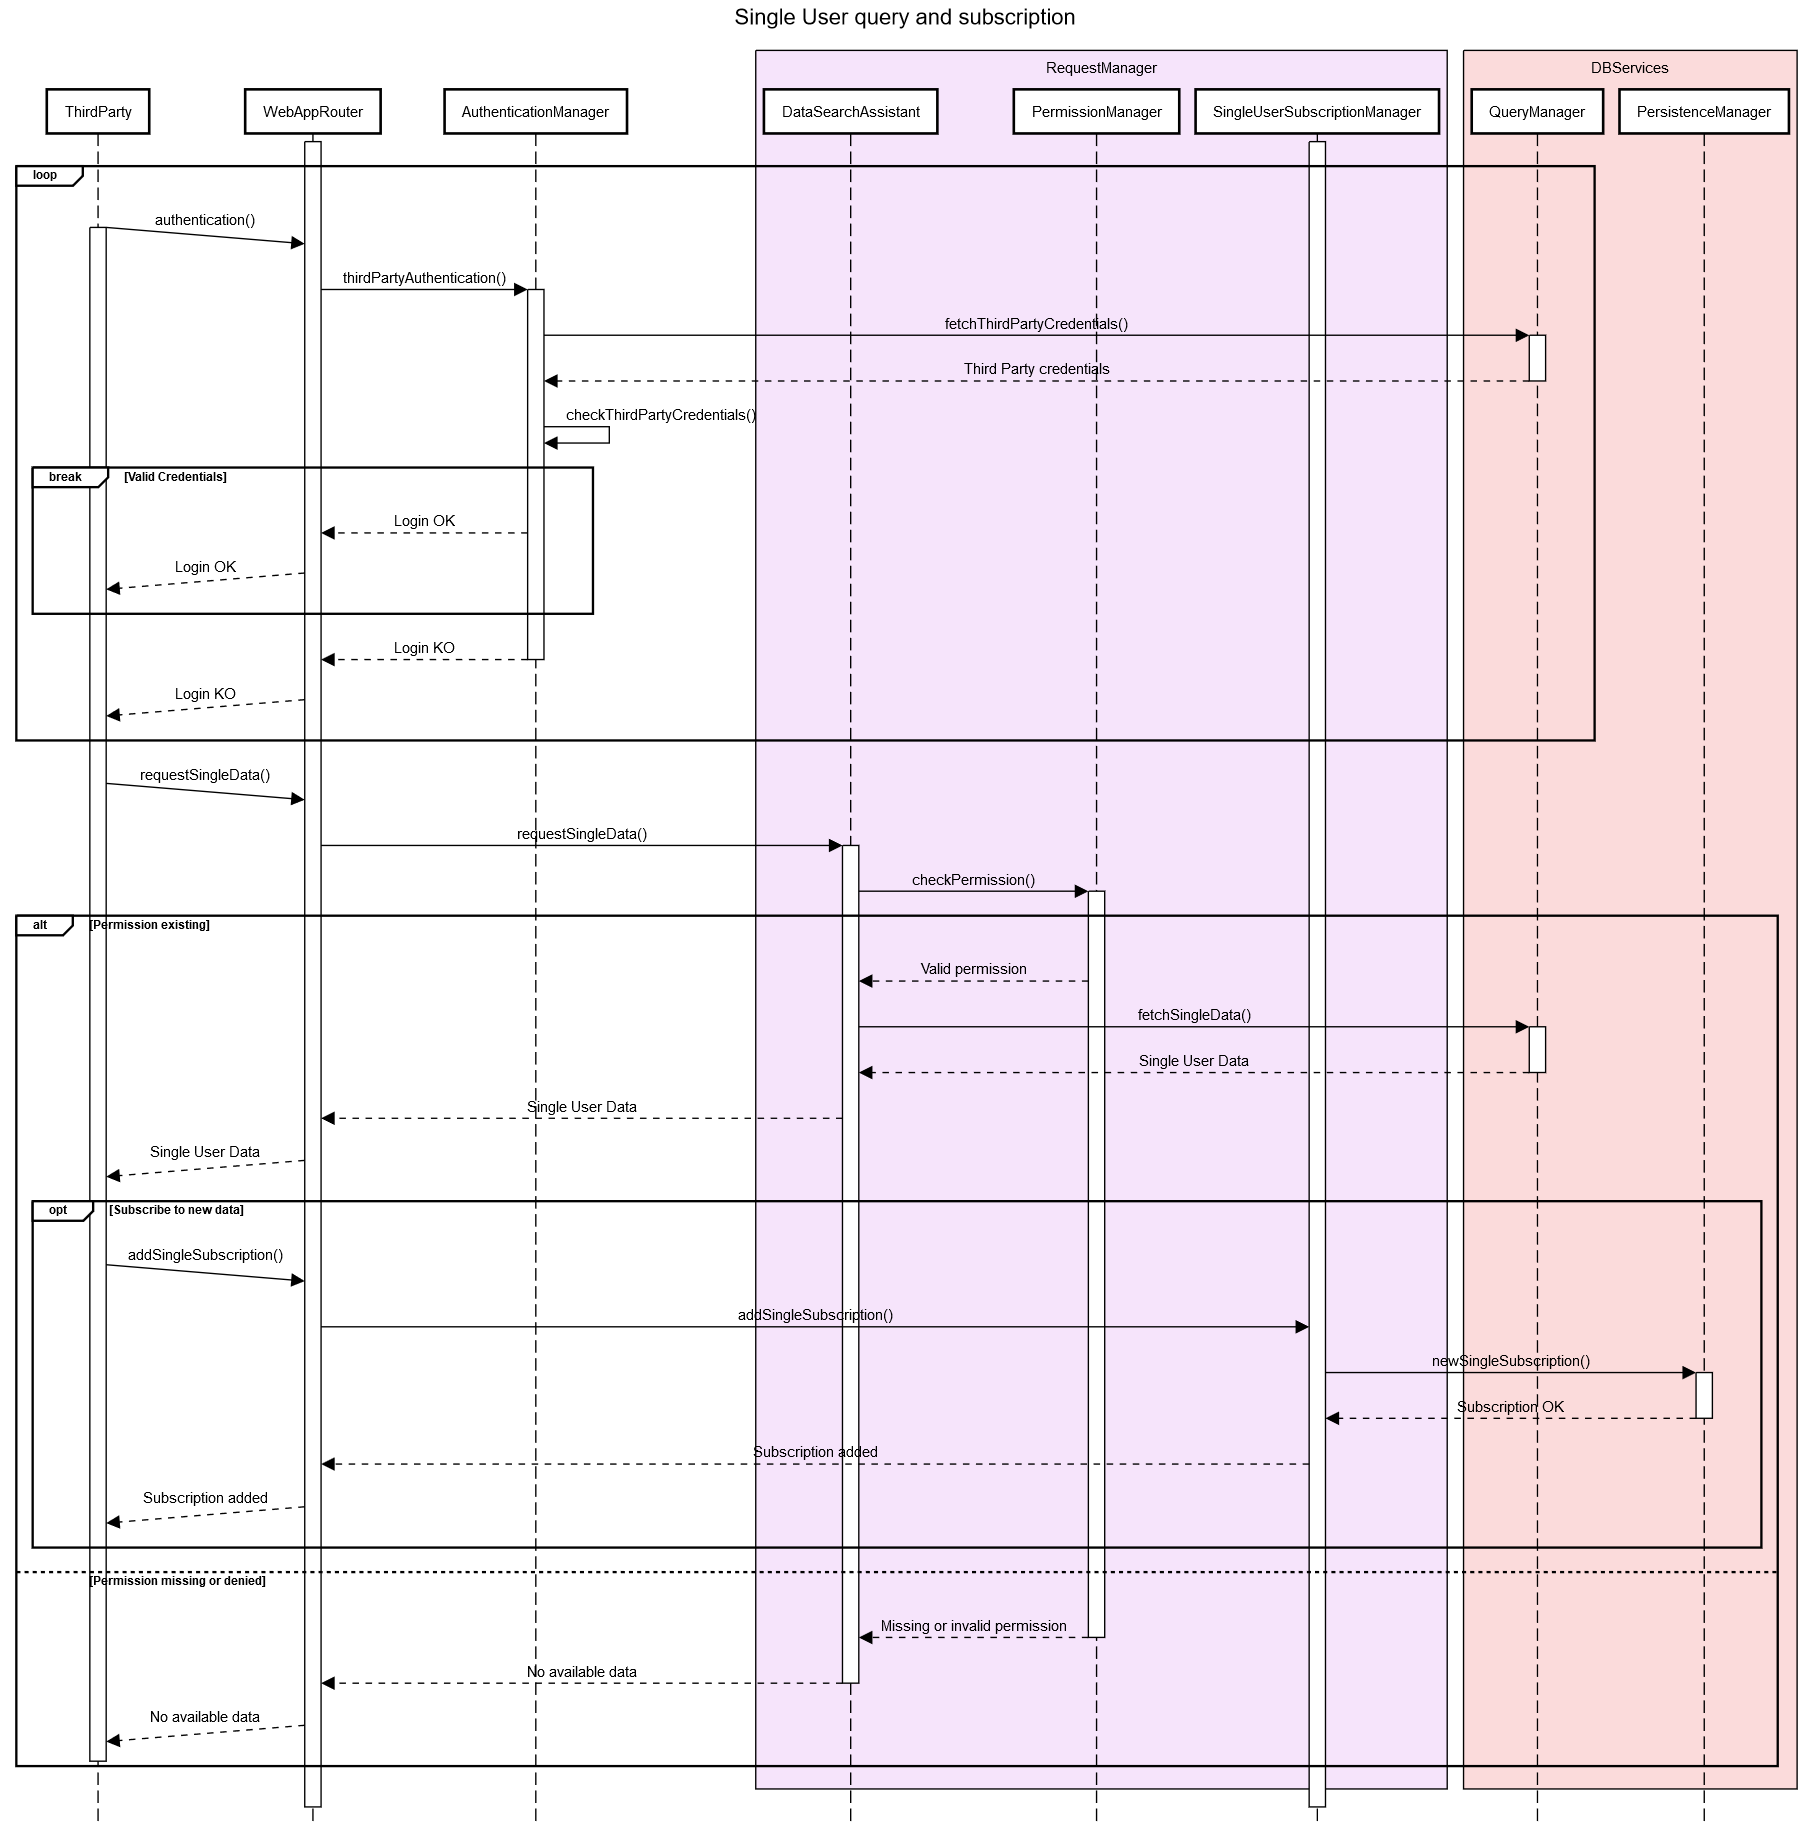 Single User query and subscription
RequestManager
DBServices
ThirdParty
WebAppRouter
AuthenticationManager
DataSearchAssistant
PermissionManager
SingleUserSubscriptionManager
QueryManager
PersistenceManager
loop
authentication()
thirdPartyAuthentication()
fetchThirdPartyCredentials()
Third Party credentials
checkThirdPartyCredentials()
break
[Valid Credentials]
Login OK
Login OK
Login KO
Login KO
requestSingleData()
requestSingleData()
checkPermission()
alt
[Permission existing]
Valid permission
fetchSingleData()
Single User Data
Single User Data
Single User Data
opt
[Subscribe to new data]
addSingleSubscription()
addSingleSubscription()
newSingleSubscription()
Subscription OK
Subscription added
Subscription added
[Permission missing or denied]
Missing or invalid permission
No available data
No available data